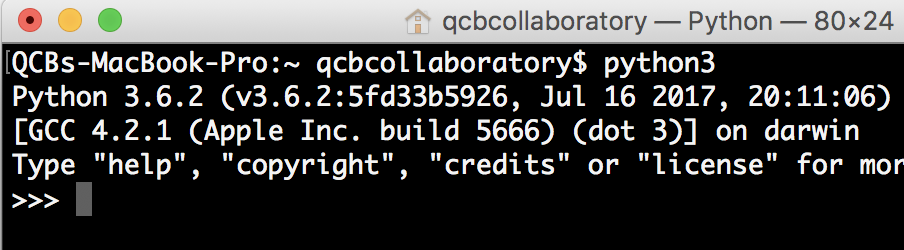 qcbcollaboratory — Python — 80×24
QCBs-MacBook-Pro:~ qcbcollaboratory$ python3
Python 3.6.2 (v3.6.2:5fd33b5926, Jul 16 2017, 20:11:06)
[GCC 4.2.1 (Apple Inc. build 5666) (dot 3)] on darwin
Type "help", "copyright", "credits" or "license" for mor
>>>